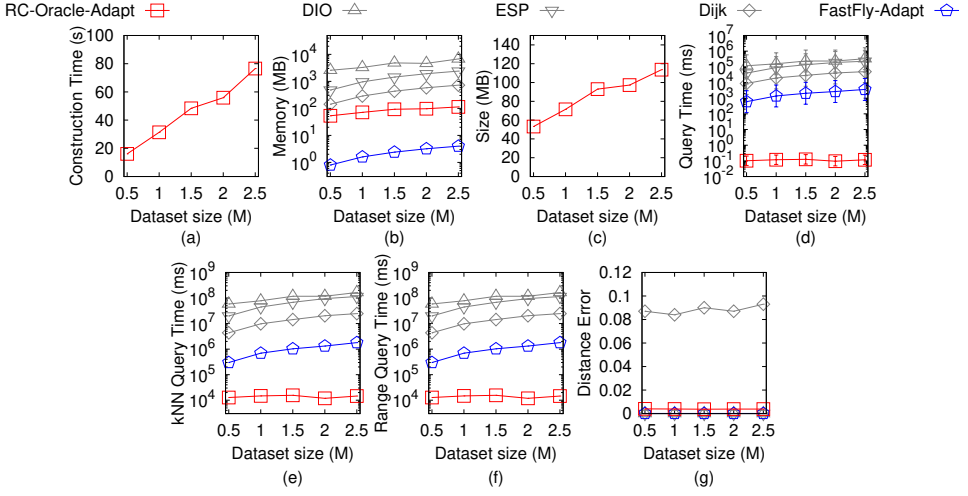 RC-Oracle-Adapt DIO ESP Dijk FastFly-Adapt
Construction Time (s)
100
80
60
40
20
0
0.5 1 1.5 2 2.5
Dataset size (M)
(a)
Memory (MB)
10^4
10^3
10^2
10^1
10^0
0.5 1 1.5 2 2.5
Dataset size (M)
(b)
Size (MB)
140
120
100
80
60
40
20
0
0.5 1 1.5 2 2.5
Dataset size (M)
(c)
Query Time (ms)
10^7
10^6
10^5
10^4
10^3
10^2
10^1
10^0
10^-1
10^-2
0.5 1 1.5 2 2.5
Dataset size (M)
(d)
kNN Query Time (ms)
10^9
10^8
10^7
10^6
10^5
10^4
0.5 1 1.5 2 2.5
Dataset size (M)
(e)
Range Query Time (ms)
10^9
10^8
10^7
10^6
10^5
10^4
0.5 1 1.5 2 2.5
Dataset size (M)
(f)
Distance Error
0.12
0.1
0.08
0.06
0.04
0.02
0
0.5 1 1.5 2 2.5
Dataset size (M)
(g)